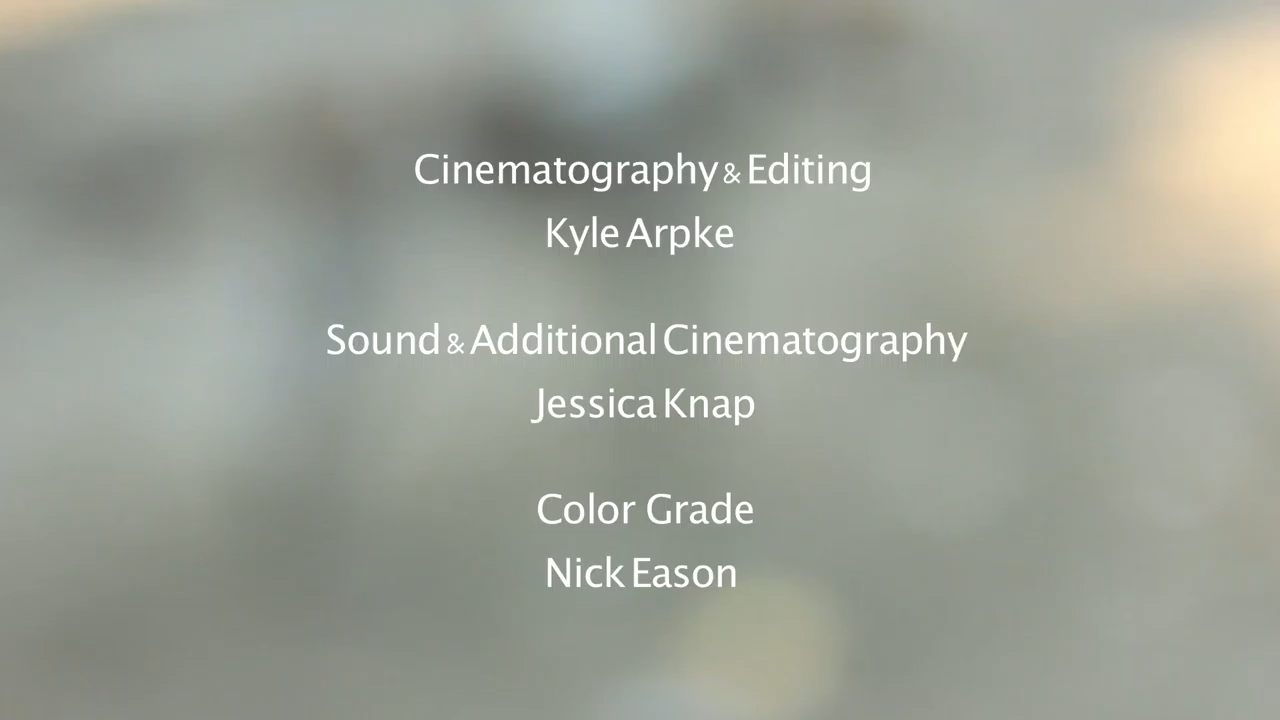 Cinematography & Editing
Kyle Arpke
Sound & Additional Cinematography
Jessica Knap
Color Grade
Nick Eason